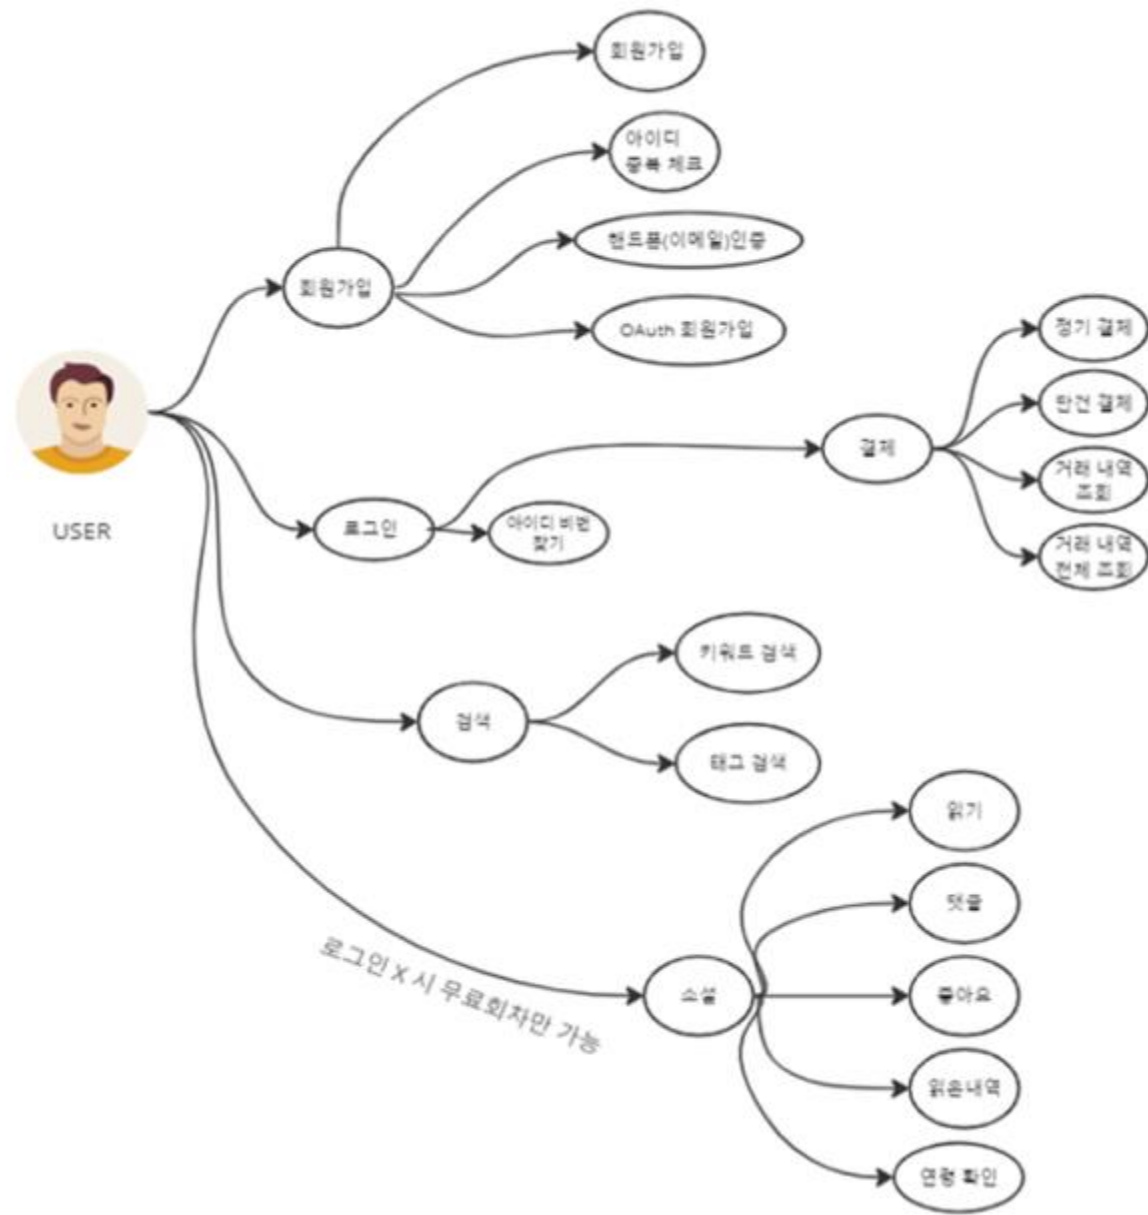 회원가입
아이디
중복 체크
핸드폰(이메일)인증
회원가입
OAuth 회원가입
USER
로그인
아이디 비번
찾기
결제
정기 결제
단건 결제
거래 내역
조회
거래 내역
전체 조회
검색
키워드 검색
태그 검색
로그인 X 시 무료회차만 가능
소설
읽기
댓글
좋아요
읽은내역
연령 확인